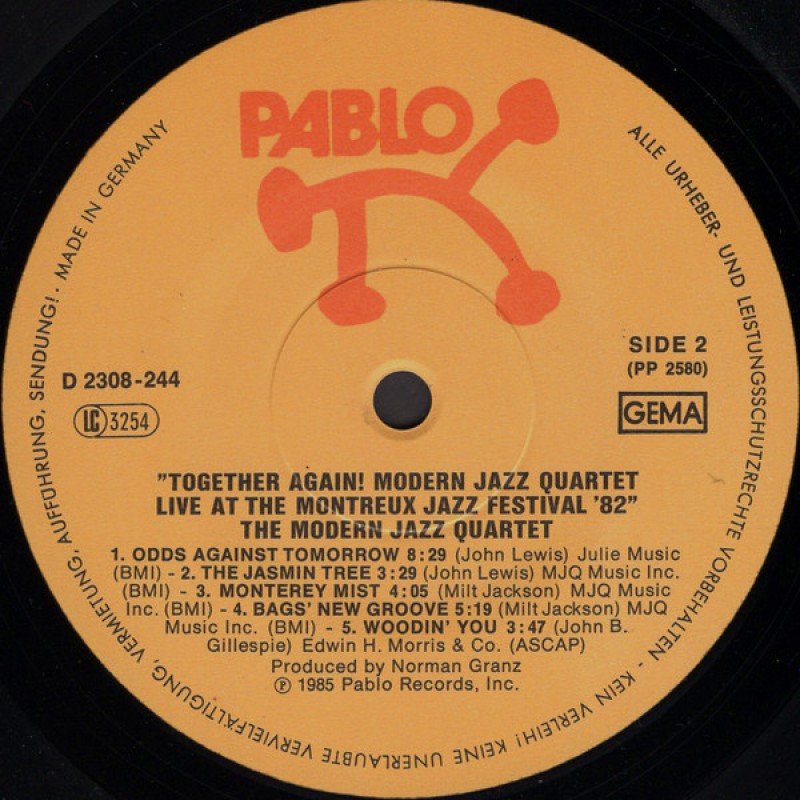 PABLO
ALLE URHEBER- UND LEISTUNGSSCHUTZRECHTE VORBEHALTEN - KEIN VERLEIH! KEINE UNERLAUBTE VERVIELFÄLTIGUNG, VERMIETUNG, AUFFÜHRUNG, SENDUNG! · MADE IN GERMANY
D 2308-244
LC 3254
SIDE 2
(PP 2580)
GEMA
"TOGETHER AGAIN! MODERN JAZZ QUARTET
LIVE AT THE MONTREUX JAZZ FESTIVAL '82"
THE MODERN JAZZ QUARTET
1. ODDS AGAINST TOMORROW 8:29 (John Lewis) Julie Music
(BMI) - 2. THE JASMIN TREE 3:29 (John Lewis) MJQ Music Inc.
(BMI) - 3. MONTEREY MIST 4:05 (Milt Jackson) MJQ Music
Inc. (BMI) - 4. BAGS' NEW GROOVE 5:19 (Milt Jackson) MJQ
Music Inc. (BMI) - 5. WOODIN' YOU 3:47 (John B.
Gillespie) Edwin H. Morris & Co. (ASCAP)
Produced by Norman Granz
℗ 1985 Pablo Records, Inc.